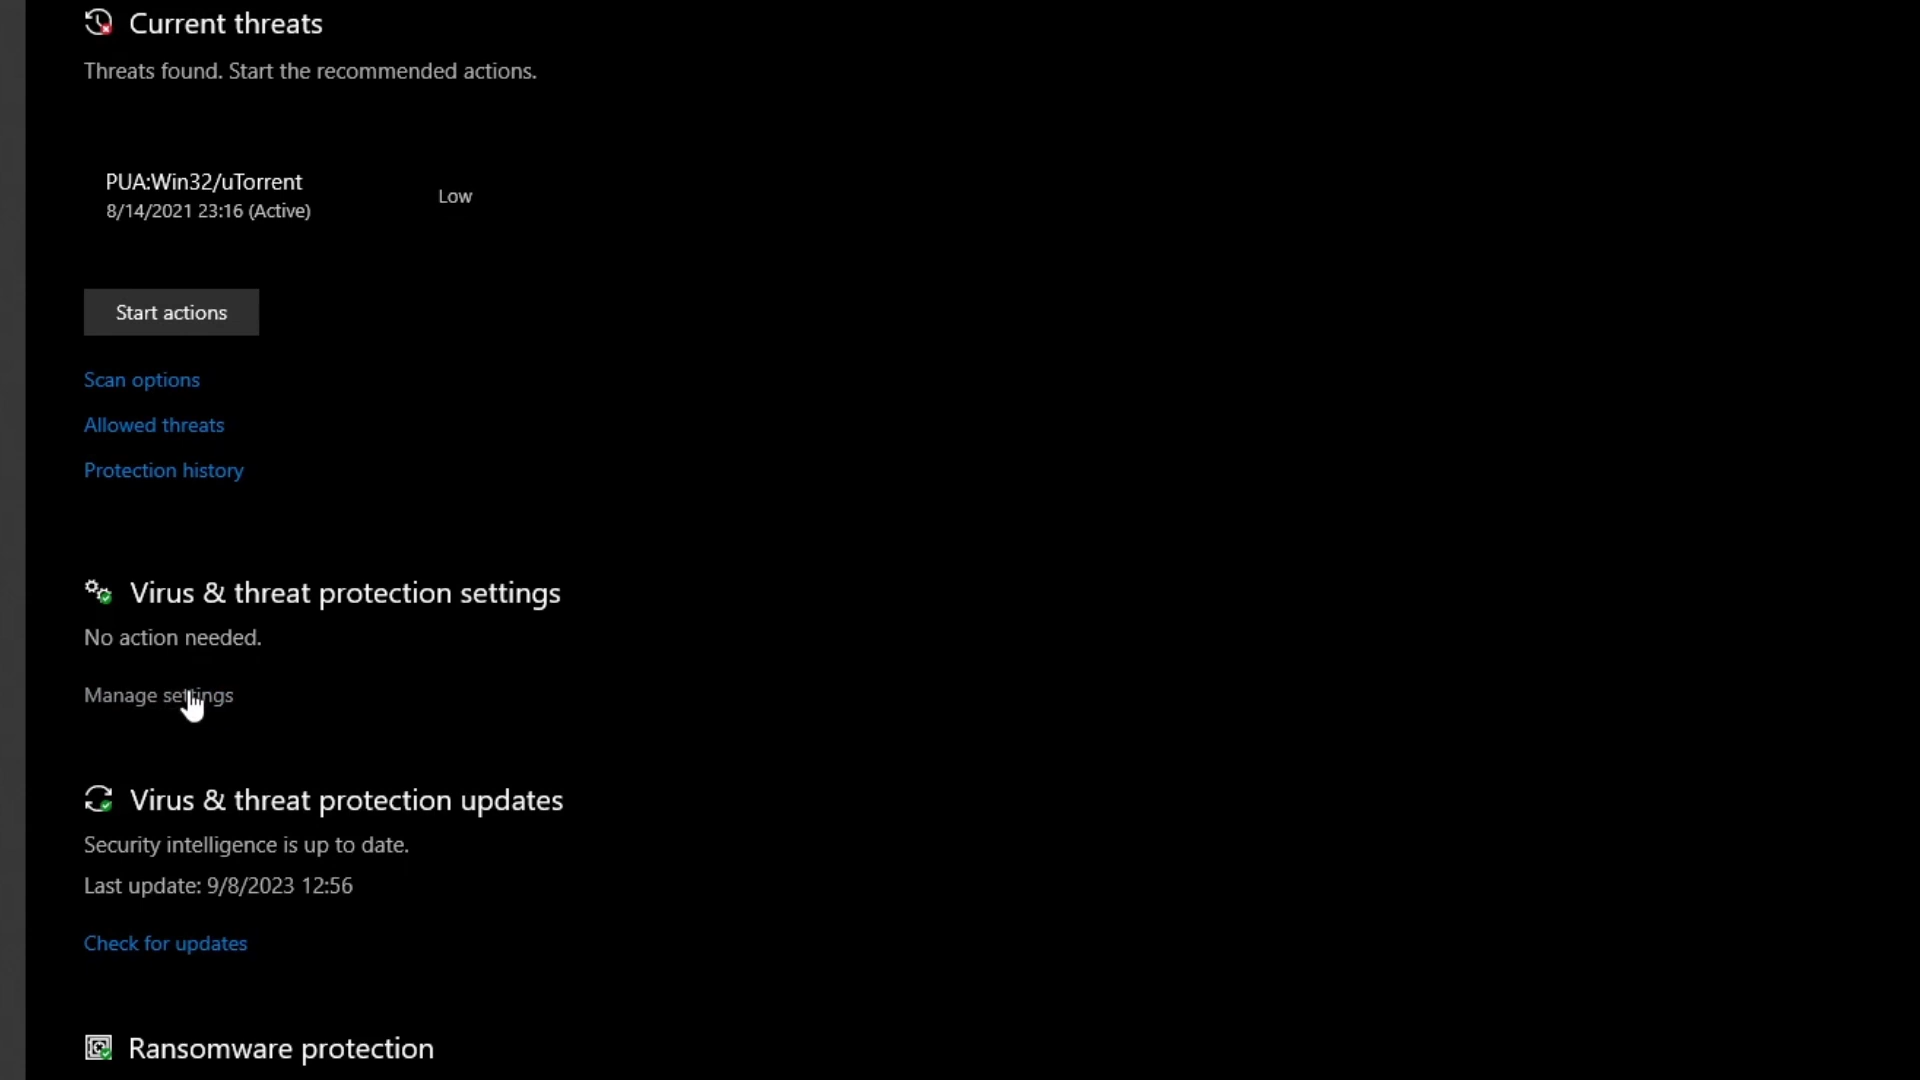 Current threats
Threats found. Start the recommended actions.
PUA:Win32/uTorrent
8/14/2021 23:16 (Active)
Low
Start actions
Scan options
Allowed threats
Protection history
Virus & threat protection settings
No action needed.
Manage settings
Virus & threat protection updates
Security intelligence is up to date.
Last update: 9/8/2023 12:56
Check for updates
Ransomware protection